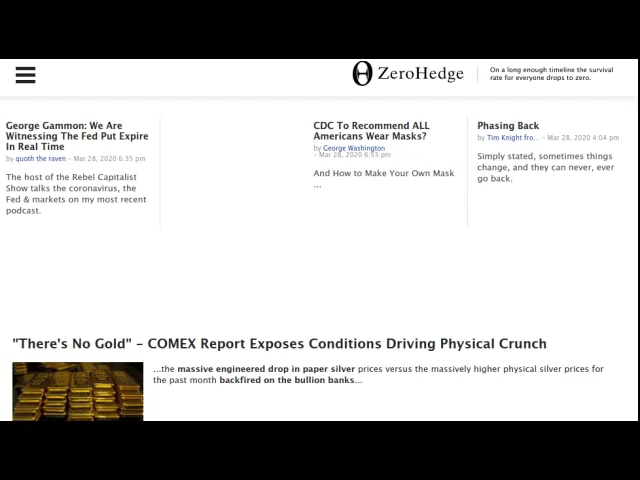 ZeroHedge
On a long enough timeline the survival
rate for everyone drops to zero.
George Gammon: We Are
Witnessing The Fed Put Expire
In Real Time
by quoth the raven - Mar 28, 2020 6:35 pm
The host of the Rebel Capitalist
Show talks the coronavirus, the
Fed & markets on my most recent
podcast.
CDC To Recommend ALL
Americans Wear Masks?
by George Washington
- Mar 28, 2020 6:53 pm
And How to Make Your Own Mask
...
Phasing Back
by Tim Knight fro... - Mar 28, 2020 4:04 pm
Simply stated, sometimes things
change, and they can never, ever
go back.
"There's No Gold" - COMEX Report Exposes Conditions Driving Physical Crunch
...the massive engineered drop in paper silver prices versus the massively higher physical silver prices for
the past month backfired on the bullion banks...